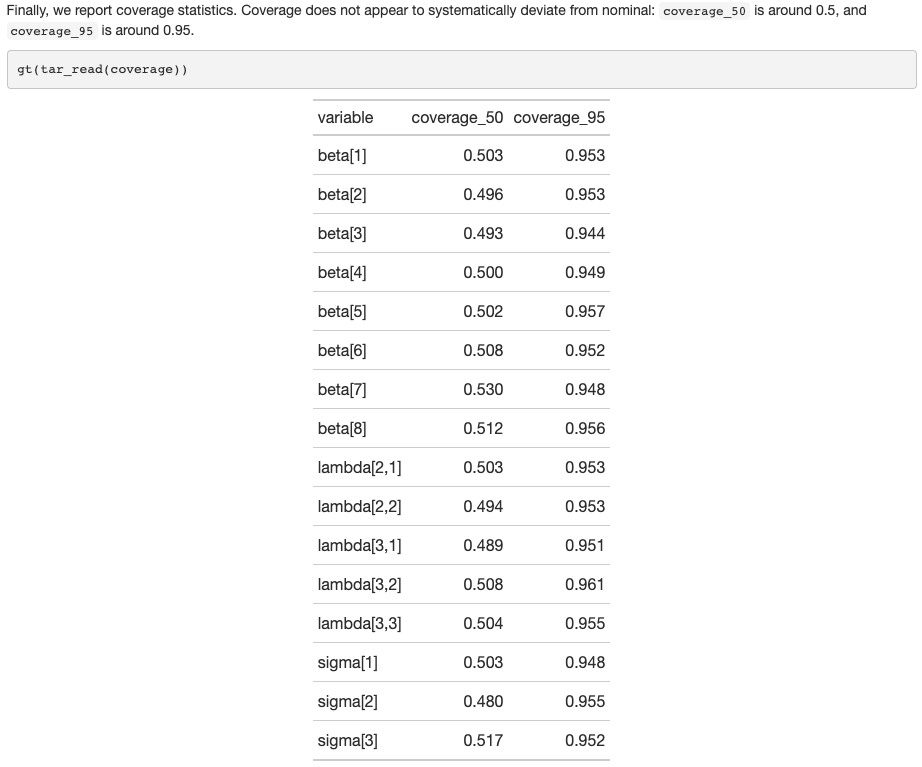 Finally, we report coverage statistics. Coverage does not appear to systematically deviate from nominal: coverage_50 is around 0.5, and
coverage_95 is around 0.95.
gt(tar_read(coverage))
variable coverage_50 coverage_95
beta[1] 0.503 0.953
beta[2] 0.496 0.953
beta[3] 0.493 0.944
beta[4] 0.500 0.949
beta[5] 0.502 0.957
beta[6] 0.508 0.952
beta[7] 0.530 0.948
beta[8] 0.512 0.956
lambda[2,1] 0.503 0.953
lambda[2,2] 0.494 0.953
lambda[3,1] 0.489 0.951
lambda[3,2] 0.508 0.961
lambda[3,3] 0.504 0.955
sigma[1] 0.503 0.948
sigma[2] 0.480 0.955
sigma[3] 0.517 0.952